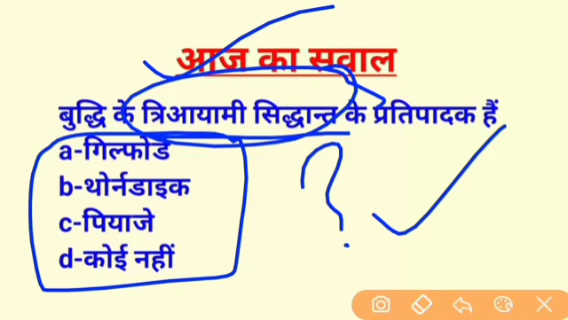 आज का सवाल
बुद्धि के त्रिआयामी सिद्धान्त के प्रतिपादक हैं
a-गिल्फोर्ड
b-थोर्नडाइक
c-पियाजे
d-कोई नहीं
?